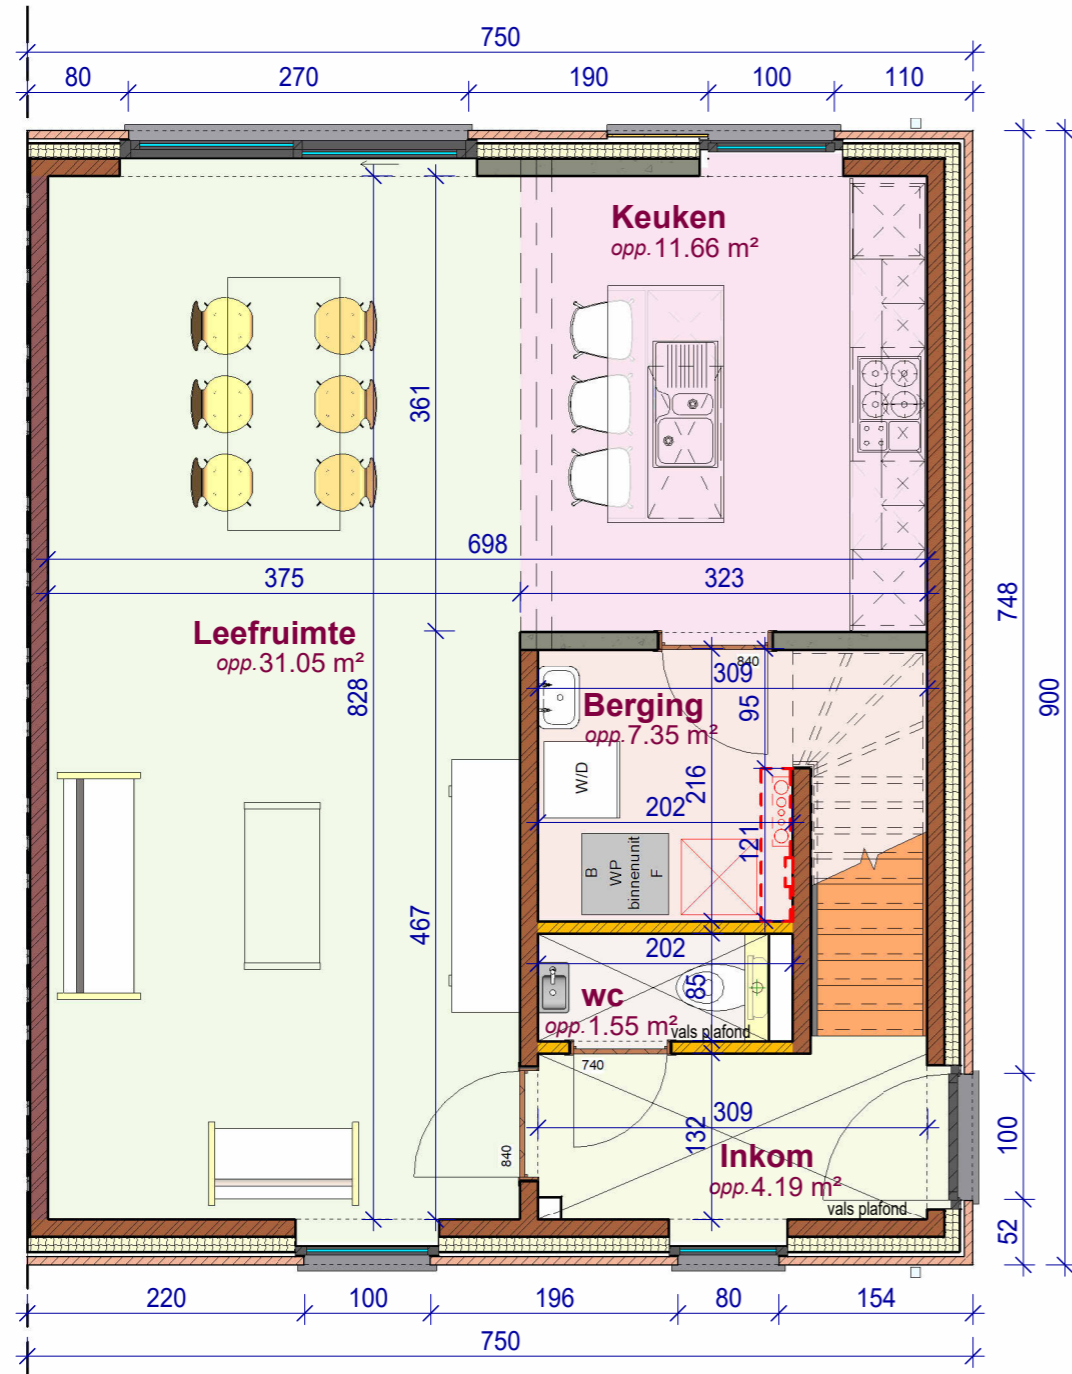 750
80 270 190 100 110
Keuken
opp.11.66 m²
361
698
375 323
748
Leefruimte
opp.31.05 m²
828
900
840
309
95
Berging
opp.7.35 m²
W/D
216
202
121
B
WP
binnenunit
F
467
202
85
wc
opp.1.55 m²
vals plafond
740
309
132
100
840
Inkom
opp.4.19 m²
vals plafond
52
220 100 196 80 154
750